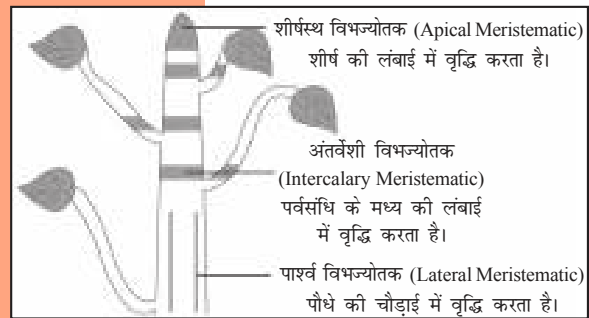 शीर्षस्थ विभज्योतक (Apical Meristematic)
शीर्ष की लंबाई में वृद्धि करता है।
अंतर्वेशी विभज्योतक
(Intercalary Meristematic)
पर्वसंधि के मध्य की लंबाई
में वृद्धि करता है।
पार्श्व विभज्योतक (Lateral Meristematic)
पौधे की चौड़ाई में वृद्धि करता है।